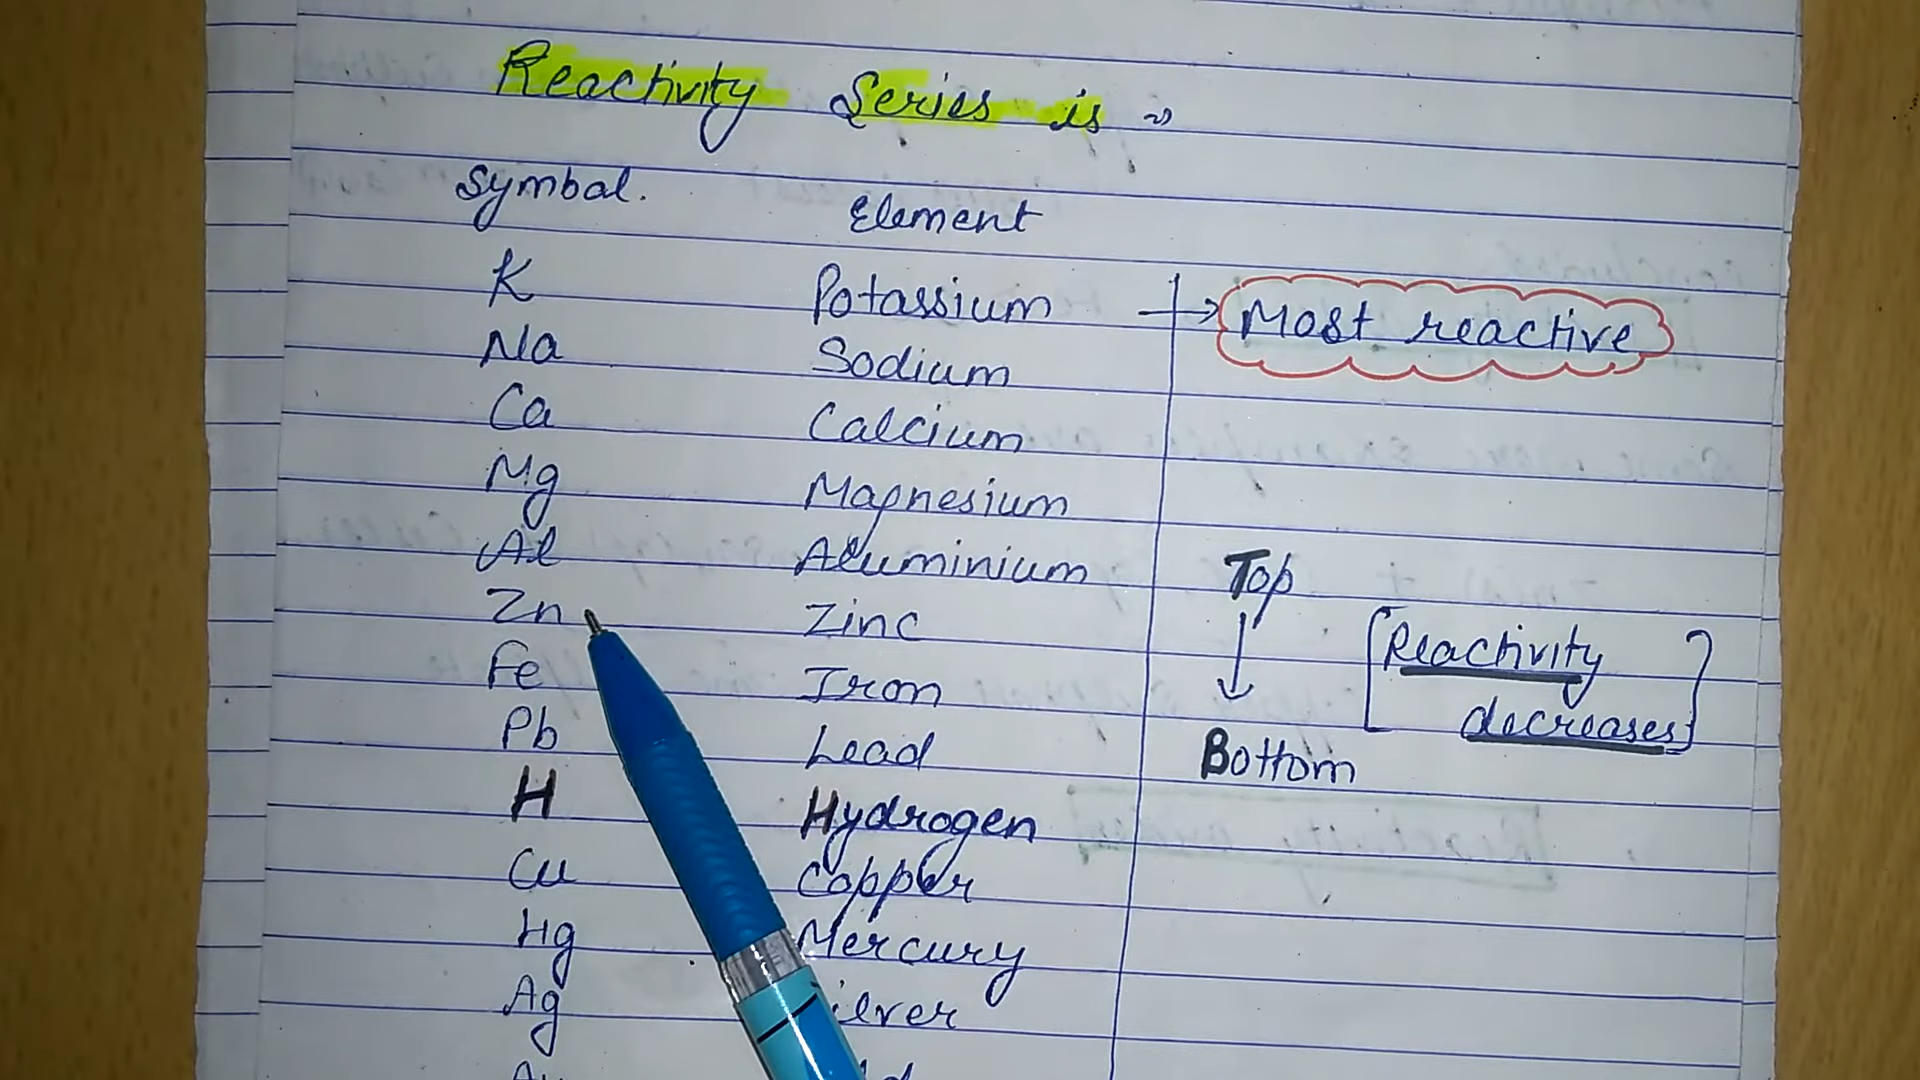 Reactivity Series is
Symbol. Element
K Potassium → Most reactive
Na Sodium
Ca Calcium
Mg Magnesium
Al Aluminium Top
Zn Zinc [Reactivity
Fe Iron decreases]
Pb Lead Bottom
H Hydrogen
Cu Copper
Hg Mercury
Ag ilver